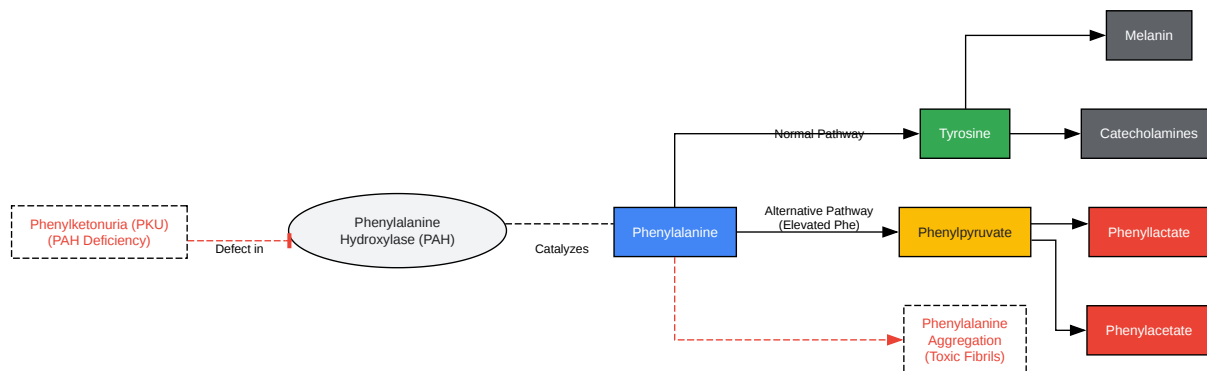 Melanin
Normal Pathway
Tyrosine
Catecholamines
Phenylketonuria (PKU)
(PAH Deficiency)
Defect in
Phenylalanine
Hydroxylase (PAH)
Catalyzes
Phenylalanine
Alternative Pathway
(Elevated Phe)
Phenylpyruvate
Phenyllactate
Phenylalanine
Aggregation
(Toxic Fibrils)
Phenylacetate